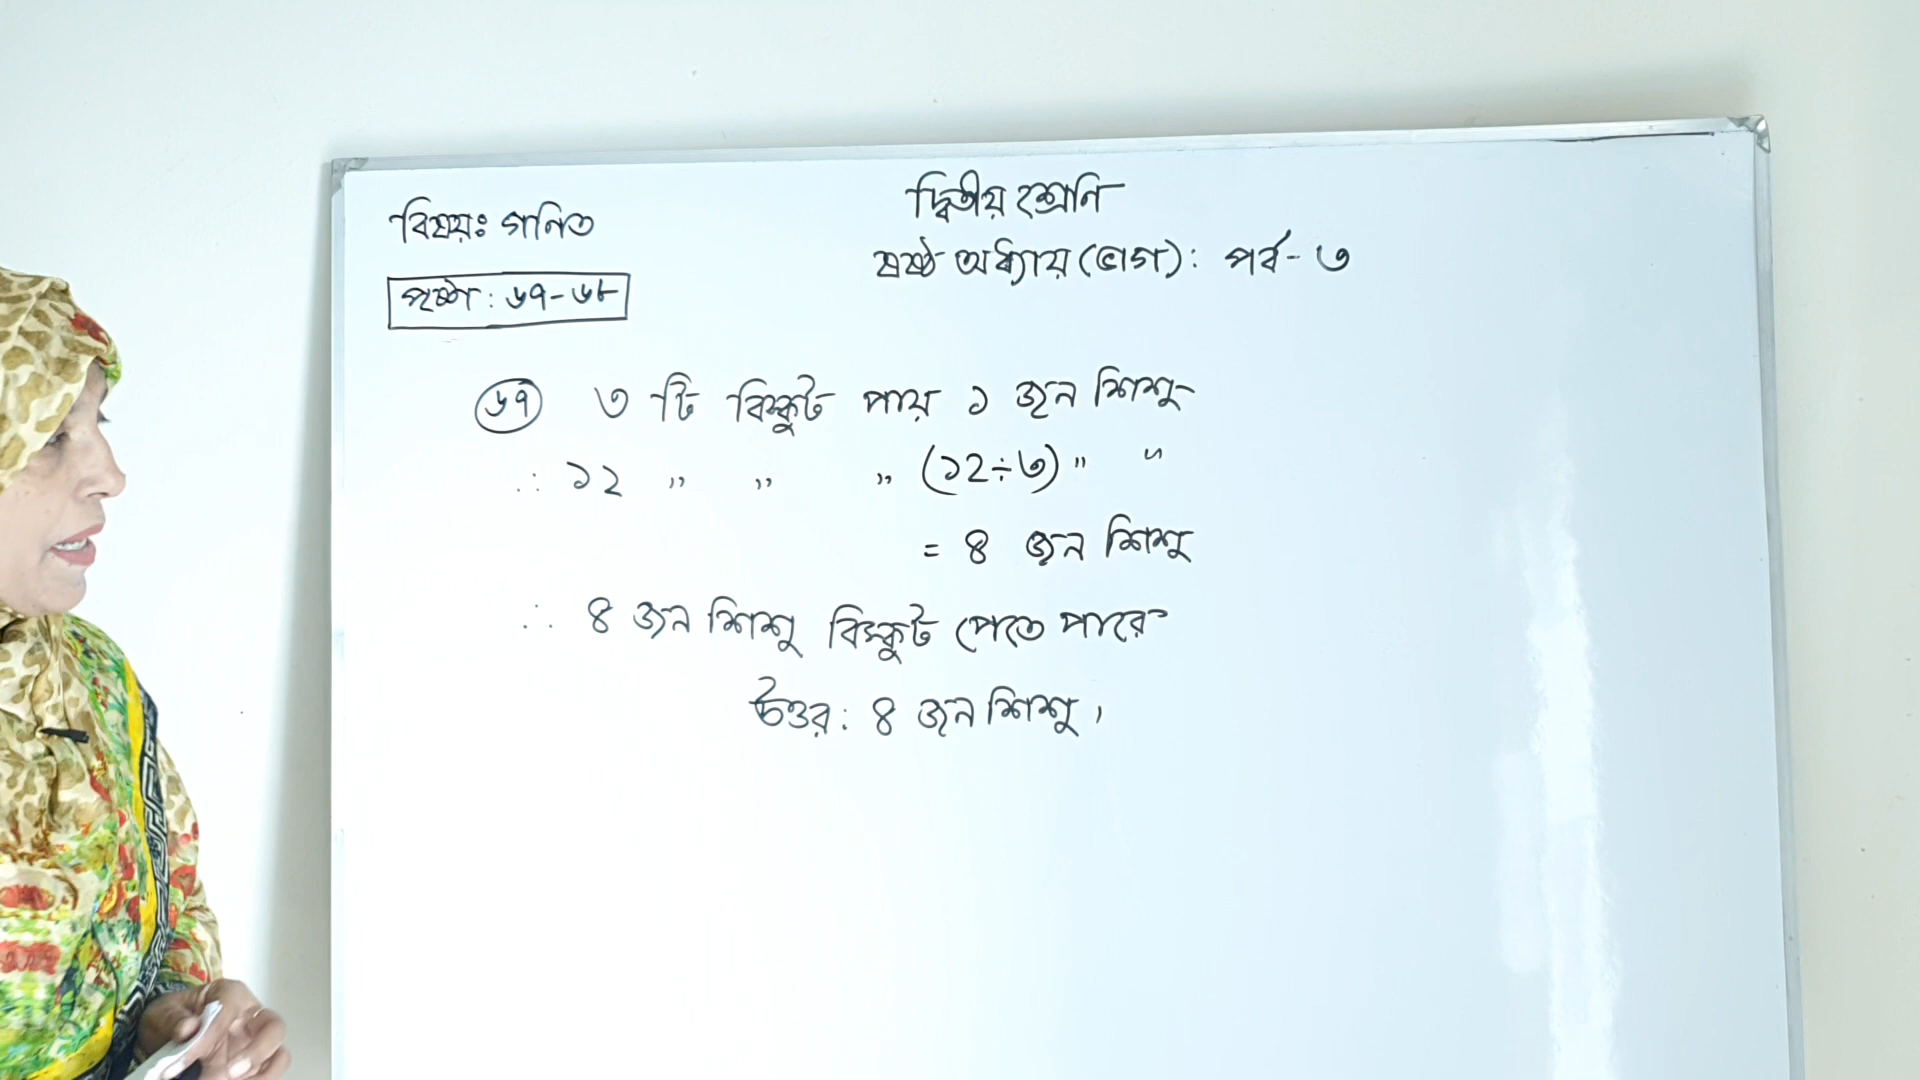 বিষয়ঃ গনিত
পৃষ্ঠা : ৬৭-৬৮
দ্বিতীয় শ্রেনি
ষষ্ঠ অধ্যায় (ভাগ) : পর্ব- ৩
৬৭ ৩ টি বিস্কুট পায় ১ জন শিশু
∴ ১২ " " " (১২÷৩) " "
= ৪ জন শিশু
∴ ৪ জন শিশু বিস্কুট পেতে পারে
উত্তর : ৪ জন শিশু ।